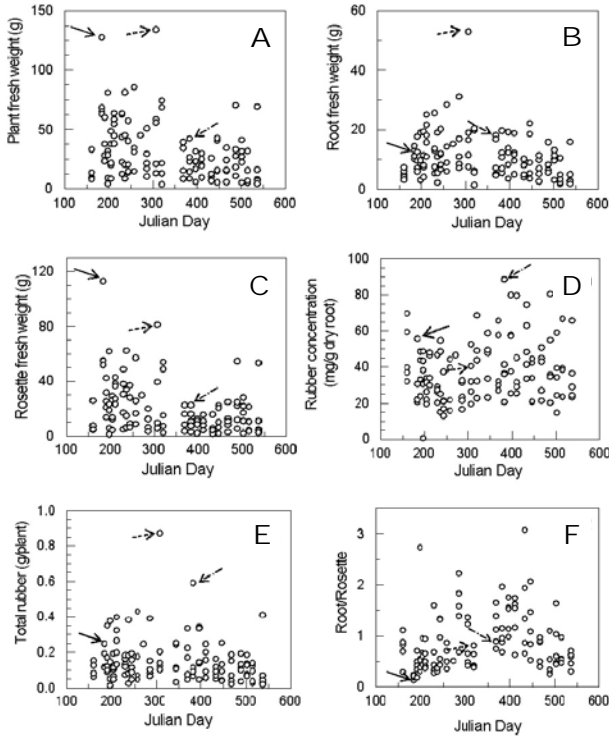 A
Plant fresh weight (g)
150
100
50
0
100 200 300 400 500 600
Julian Day
B
Root fresh weight (g)
60
40
20
0
100 200 300 400 500 600
Julian Day
C
Rosette fresh weight (g)
120
80
40
0
100 200 300 400 500 600
Julian Day
D
Rubber concentration
(mg/g dry root)
100
80
60
40
20
0
100 200 300 400 500 600
Julian Day
E
Total rubber (g/plant)
1.0
0.8
0.6
0.4
0.2
0.0
100 200 300 400 500 600
Julian Day
F
Root/Rosette
3
2
1
0
100 200 300 400 500 600
Julian Day